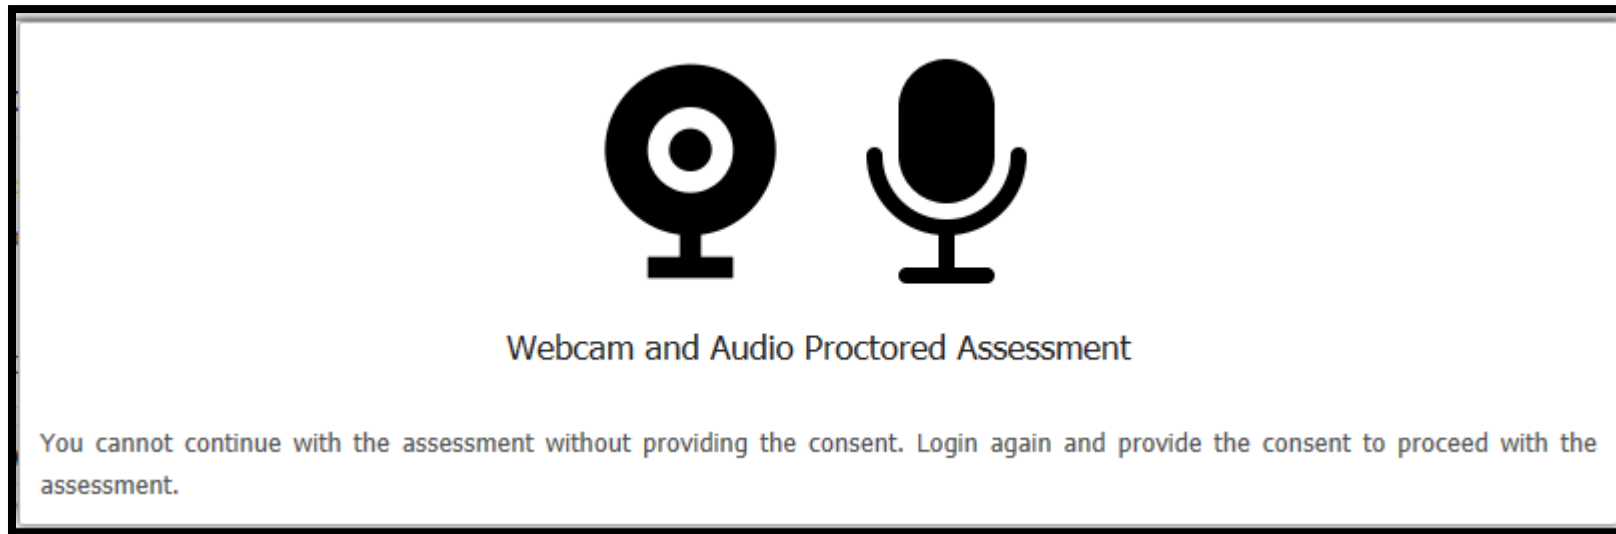 Webcam and Audio Proctored Assessment
You cannot continue with the assessment without providing the consent. Login again and provide the consent to proceed with the
assessment.